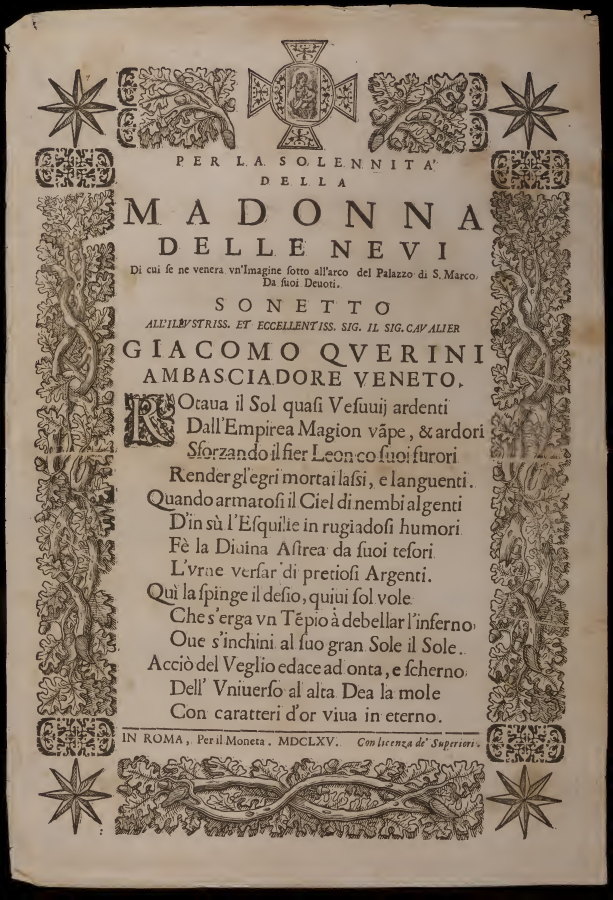 PER LA SOLENNITA'
DELLA
MADONNA
DELLE NEVI
Di cui se ne venera vn'Imagine sotto all'arco del Palazzo di S. Marco.
Da suoi Deuoti.
SONETTO
ALL'ILLVSTRISS. ET ECCELLENTISS. SIG. IL SIG. CAVALIER
GIACOMO QVERINI
AMBASCIADORE VENETO.
ROtaua il Sol quasi Vesuuij ardenti
Dall'Empirea Magion vãpe, & ardori
Sforzando il fier Leon co suoi furori
Render gl'egri mortai lassi, e languenti.
Quando armatosi il Ciel di nembi algenti
D'in sù l'Esquilie in rugiadosi humori
Fè la Diuina Astrea da suoi tesori
L'vrne versar di pretiosi Argenti.
Quì la spinge il desio, quiui sol vole
Che s'erga vn Tẽpio à debellar l'inferno,
Oue s'inchini al suo gran Sole il Sole.
Acciò del Veglio edace ad onta, e scherno,
Dell' Vniuerso al alta Dea la mole
Con caratteri d'or viua in eterno.
IN ROMA, Per il Moneta. MDCLXV. Con licenza de' Superiori.